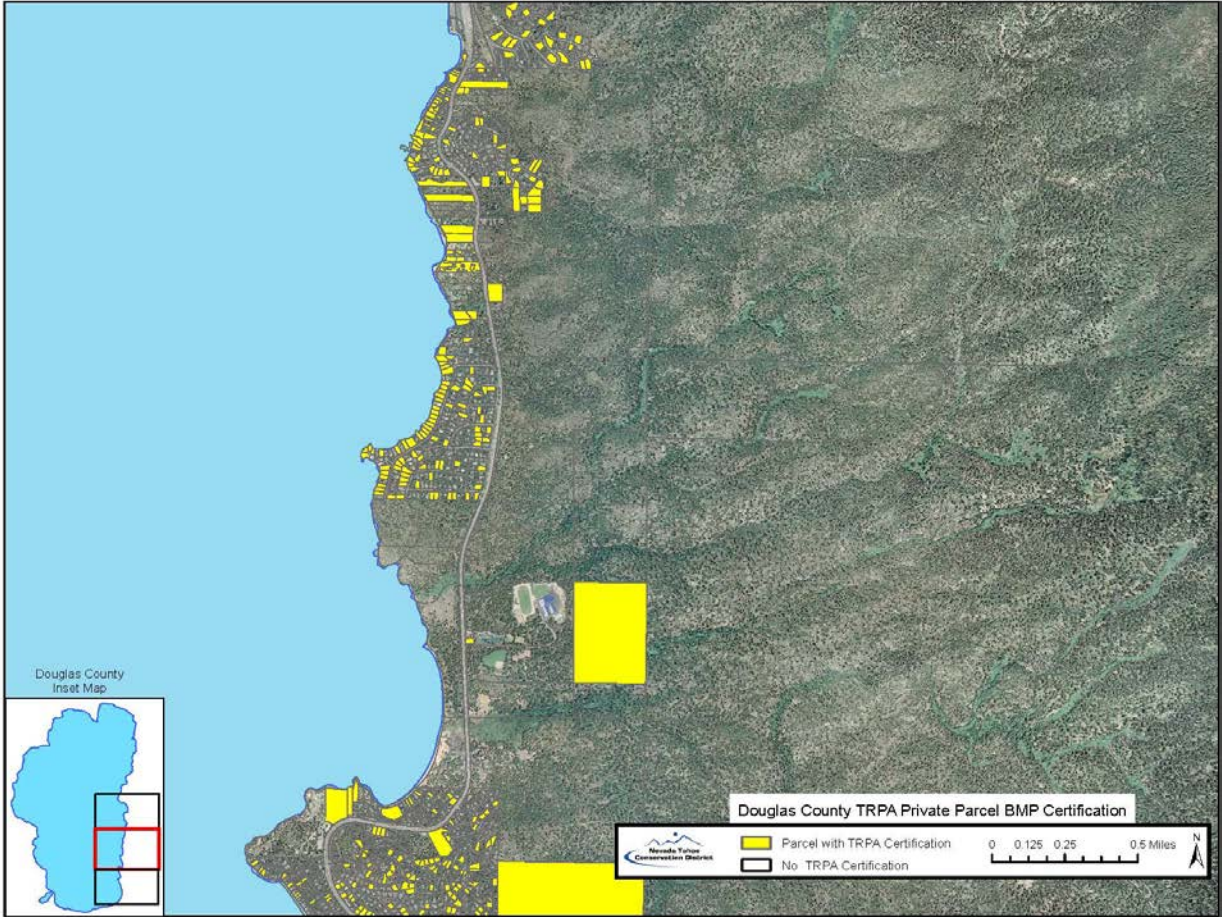 Douglas County
Inset Map
Douglas County TRPA Private Parcel BMP Certification
Nevada Tahoe
Conservation District
Parcel with TRPA Certification
No TRPA Certification
0 0.125 0.25 0.5 Miles
N